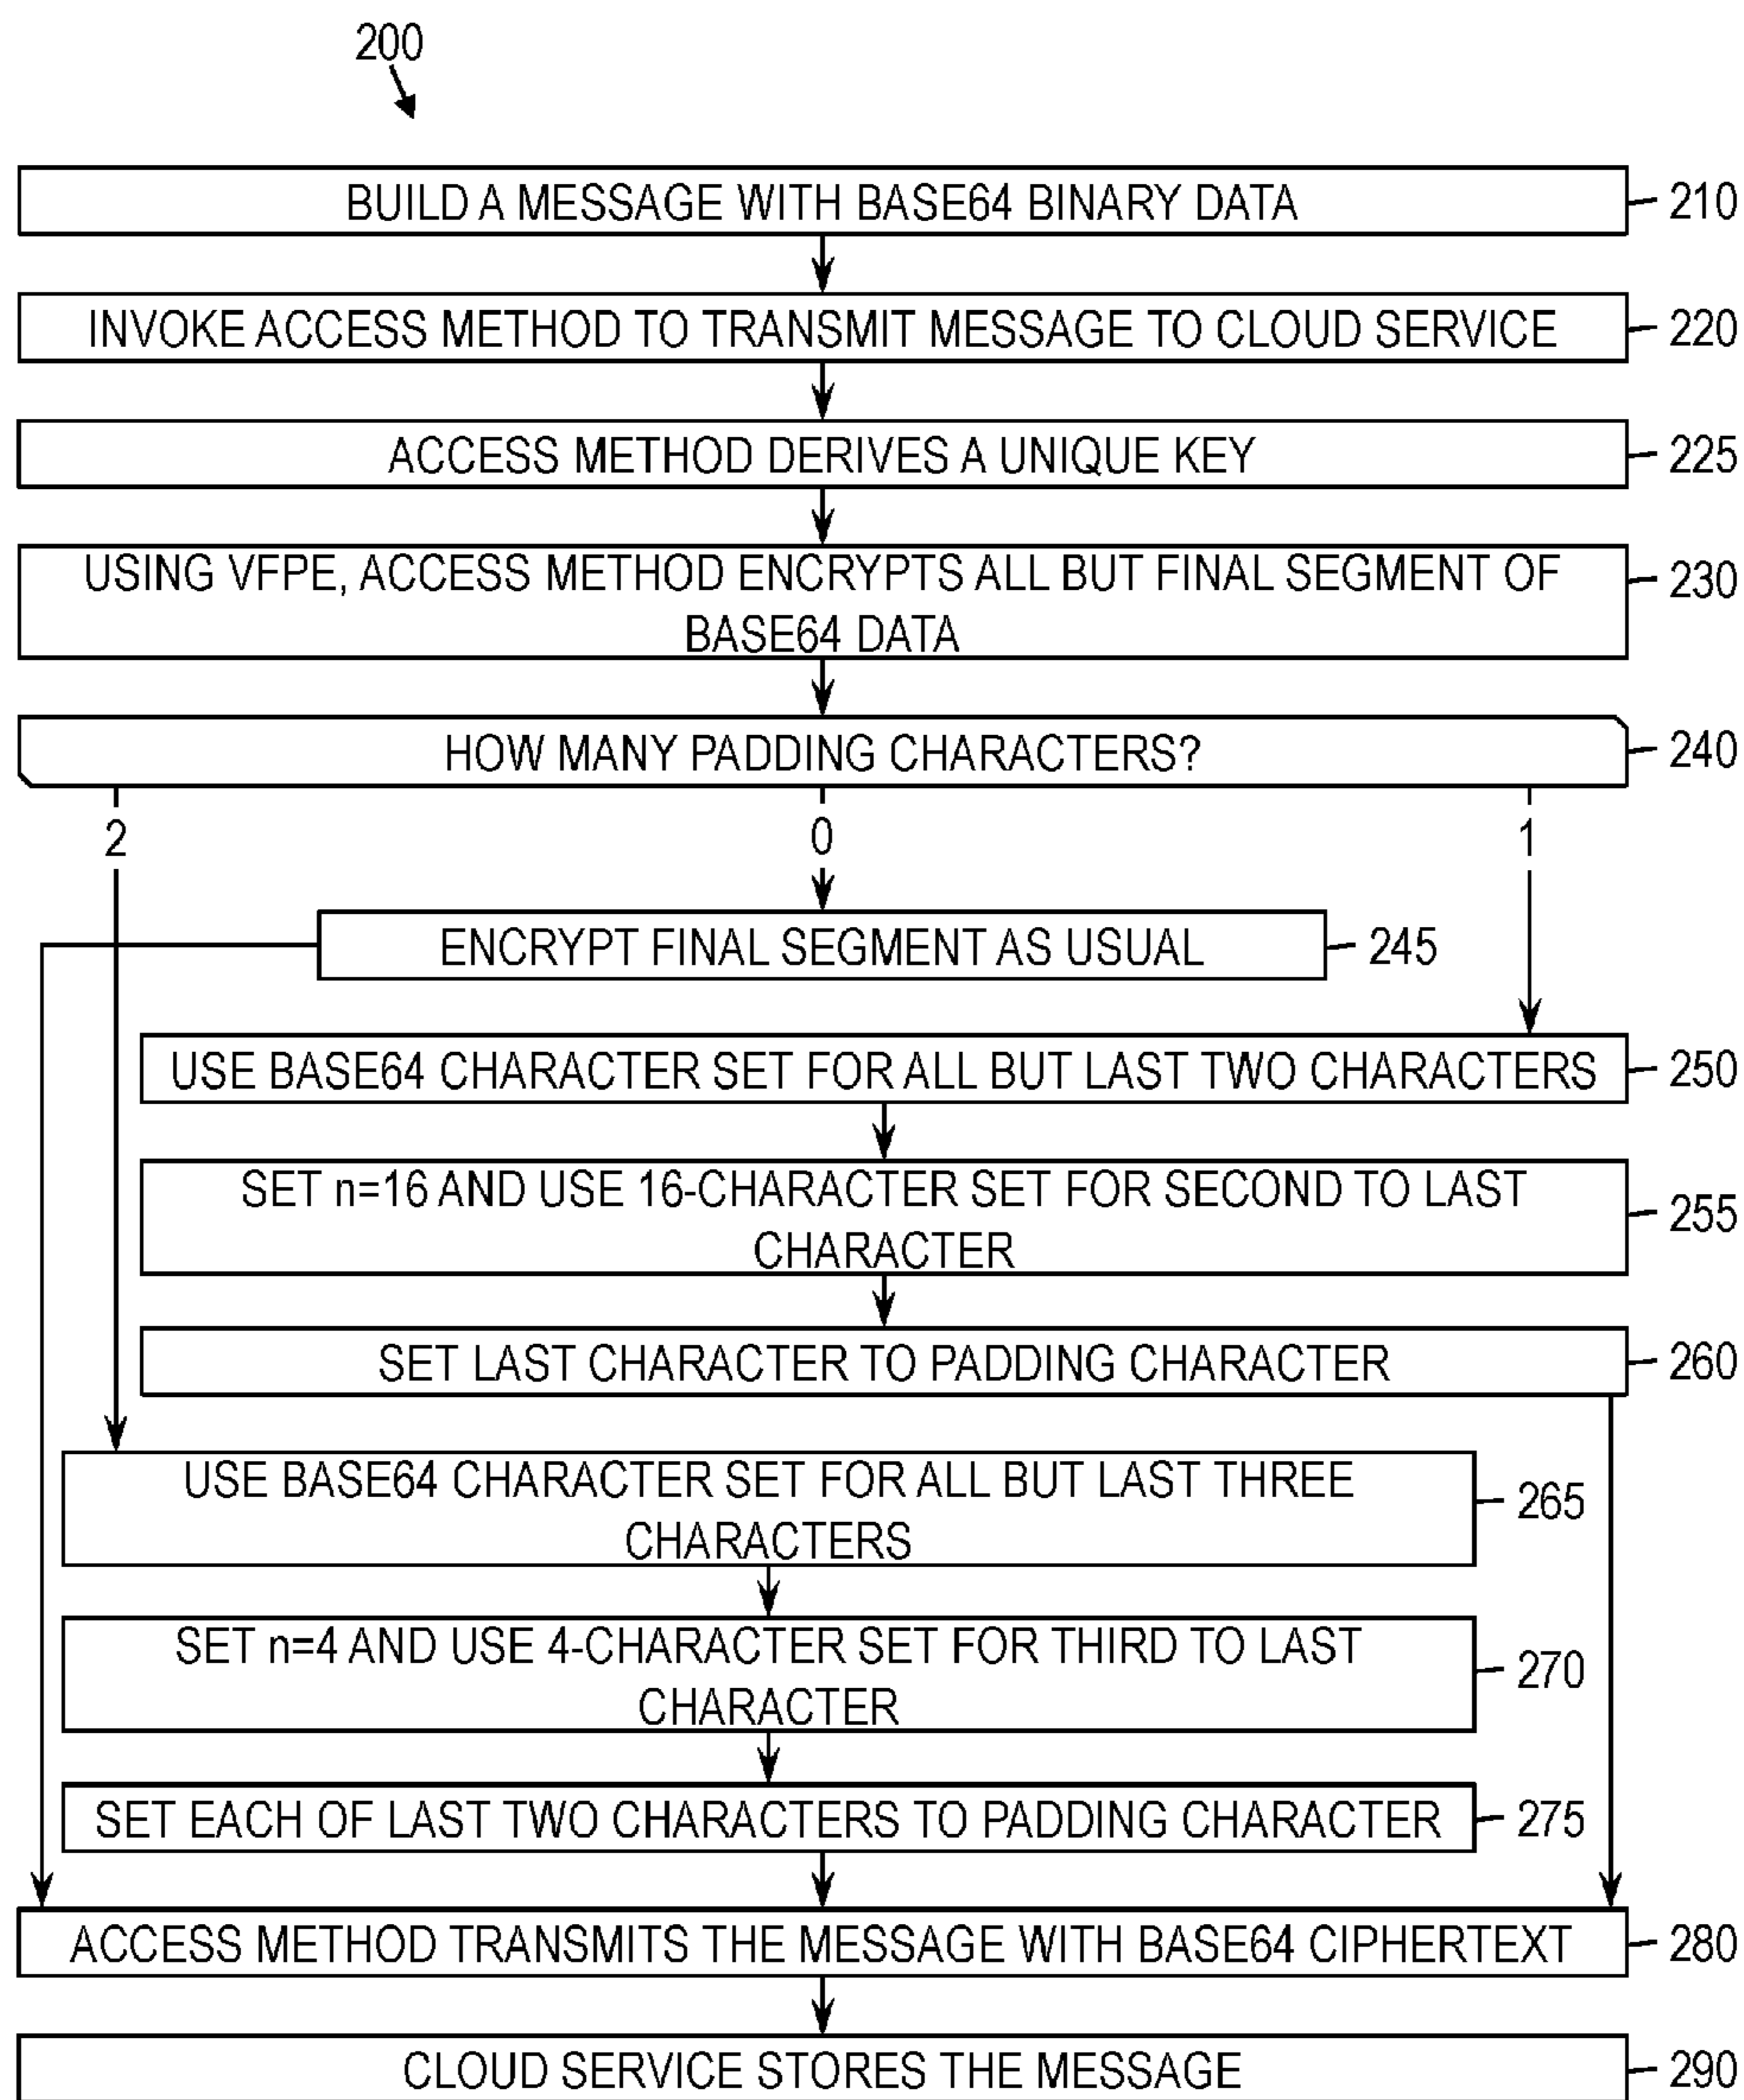 200
BUILD A MESSAGE WITH BASE64 BINARY DATA
210
INVOKE ACCESS METHOD TO TRANSMIT MESSAGE TO CLOUD SERVICE
220
ACCESS METHOD DERIVES A UNIQUE KEY
225
USING VFPE, ACCESS METHOD ENCRYPTS ALL BUT FINAL SEGMENT OF
BASE64 DATA
230
HOW MANY PADDING CHARACTERS?
240
2
0
1
ENCRYPT FINAL SEGMENT AS USUAL
245
USE BASE64 CHARACTER SET FOR ALL BUT LAST TWO CHARACTERS
250
SET n=16 AND USE 16-CHARACTER SET FOR SECOND TO LAST
CHARACTER
255
SET LAST CHARACTER TO PADDING CHARACTER
260
USE BASE64 CHARACTER SET FOR ALL BUT LAST THREE
CHARACTERS
265
SET n=4 AND USE 4-CHARACTER SET FOR THIRD TO LAST
CHARACTER
270
SET EACH OF LAST TWO CHARACTERS TO PADDING CHARACTER
275
ACCESS METHOD TRANSMITS THE MESSAGE WITH BASE64 CIPHERTEXT
280
CLOUD SERVICE STORES THE MESSAGE
290